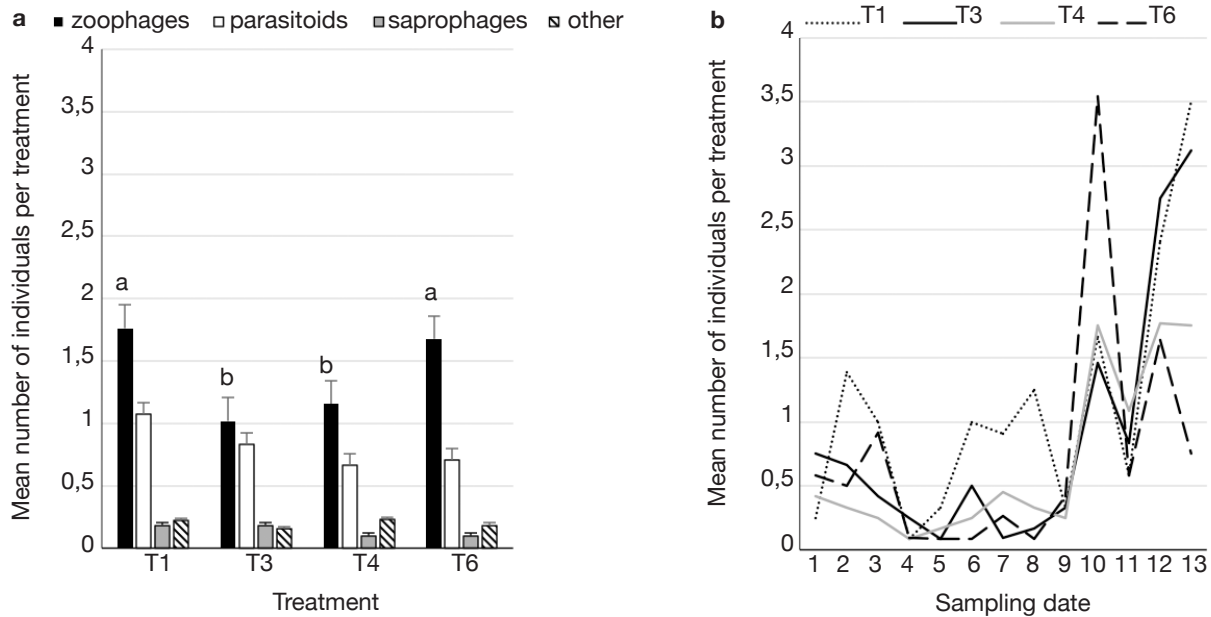 a zoophages parasitoids saprophages other
Mean number of individuals per treatment
4
3,5
3
2,5
2
1,5
1
0,5
0
a
b
b
a
T1 T3 T4 T6
Treatment
b T1 T3 T4 T6
Mean number of individuals per treatment
4
3,5
3
2,5
2
1,5
1
0,5
0
1 2 3 4 5 6 7 8 9 10 11 12 13
Sampling date